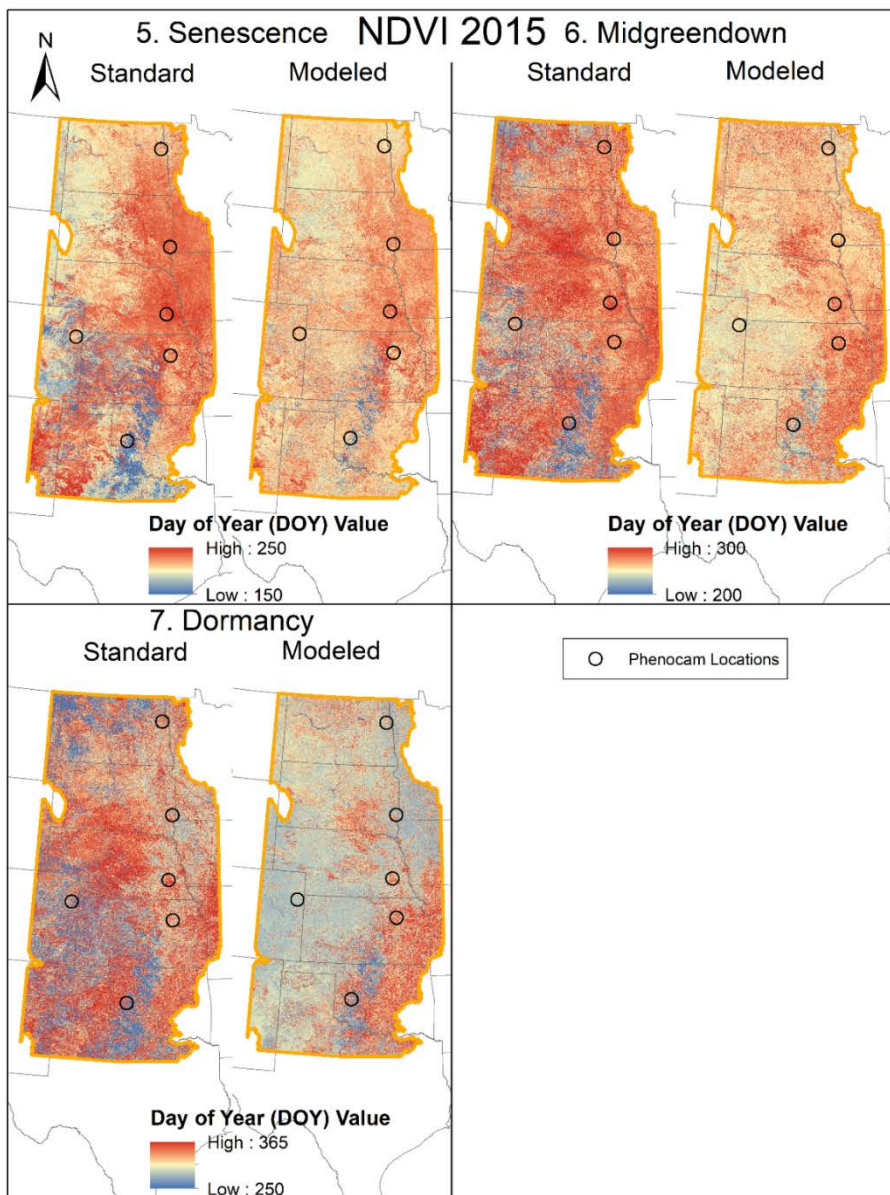 NDVI 2015
5. Senescence
N
Standard
Modeled
Day of Year (DOY) Value
High : 250
Low : 150
6. Midgreendown
Standard
Modeled
Day of Year (DOY) Value
High : 300
Low : 200
7. Dormancy
Standard
Modeled
Day of Year (DOY) Value
High : 365
Low : 250
Phenocam Locations